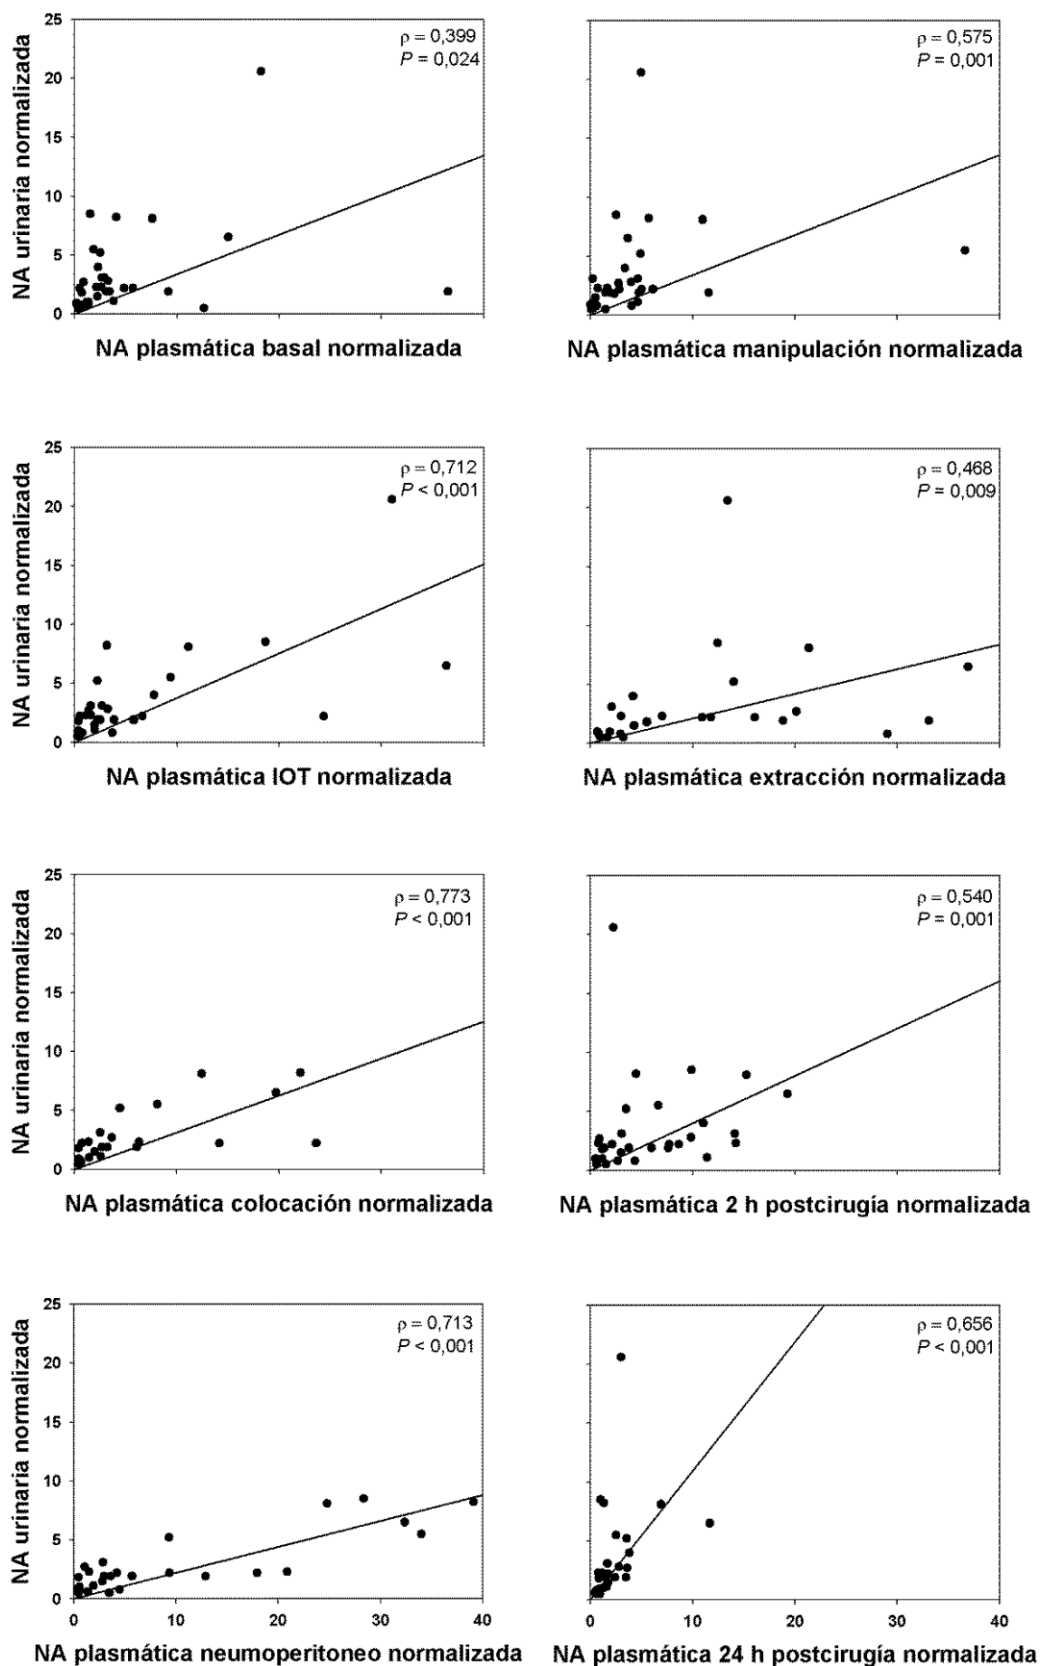 25
20
15
10
5
0
NA urinaria normalizada
ρ = 0,399
P = 0,024
NA plasmática basal normalizada
ρ = 0,575
P = 0,001
NA plasmática manipulación normalizada
25
20
15
10
5
0
NA urinaria normalizada
ρ = 0,712
P < 0,001
NA plasmática IOT normalizada
ρ = 0,468
P = 0,009
NA plasmática extracción normalizada
25
20
15
10
5
0
NA urinaria normalizada
ρ = 0,773
P < 0,001
NA plasmática colocación normalizada
ρ = 0,540
P = 0,001
NA plasmática 2 h postcirugía normalizada
25
20
15
10
5
0
NA urinaria normalizada
ρ = 0,713
P < 0,001
0 10 20 30 40
NA plasmática neumoperitoneo normalizada
ρ = 0,656
P < 0,001
0 10 20 30 40
NA plasmática 24 h postcirugía normalizada